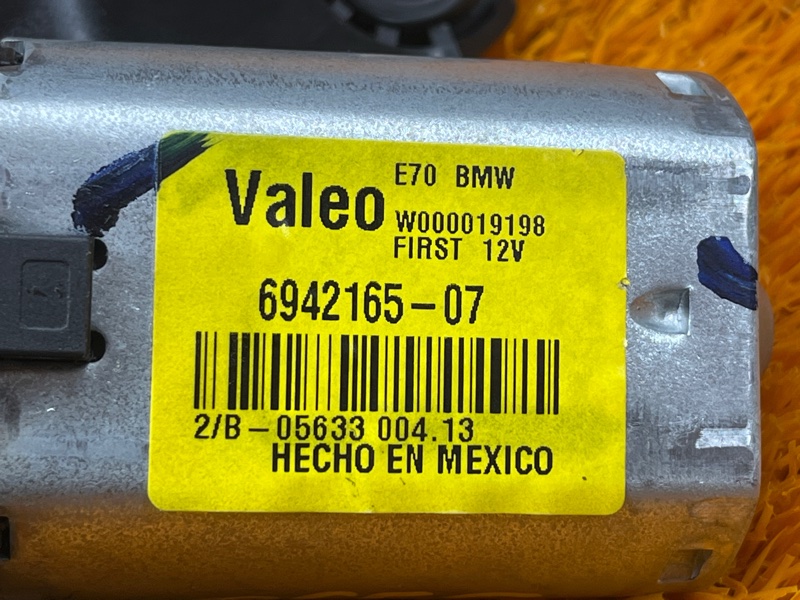 E70 BMW
Valeo
W000019198
FIRST 12V
6942165-07
2/B-05633 004.13
HECHO EN MEXICO